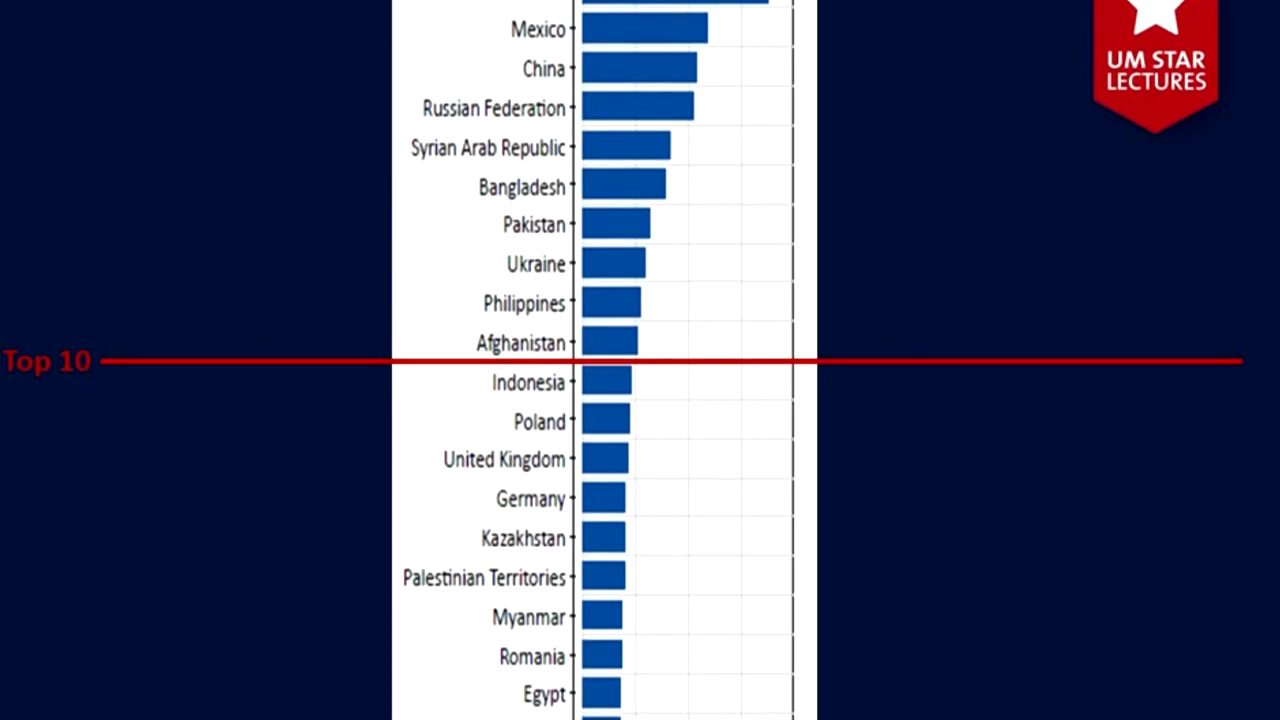 UM STAR
LECTURES
Mexico
China
Russian Federation
Syrian Arab Republic
Bangladesh
Pakistan
Ukraine
Philippines
Afghanistan
Top 10
Indonesia
Poland
United Kingdom
Germany
Kazakhstan
Palestinian Territories
Myanmar
Romania
Egypt